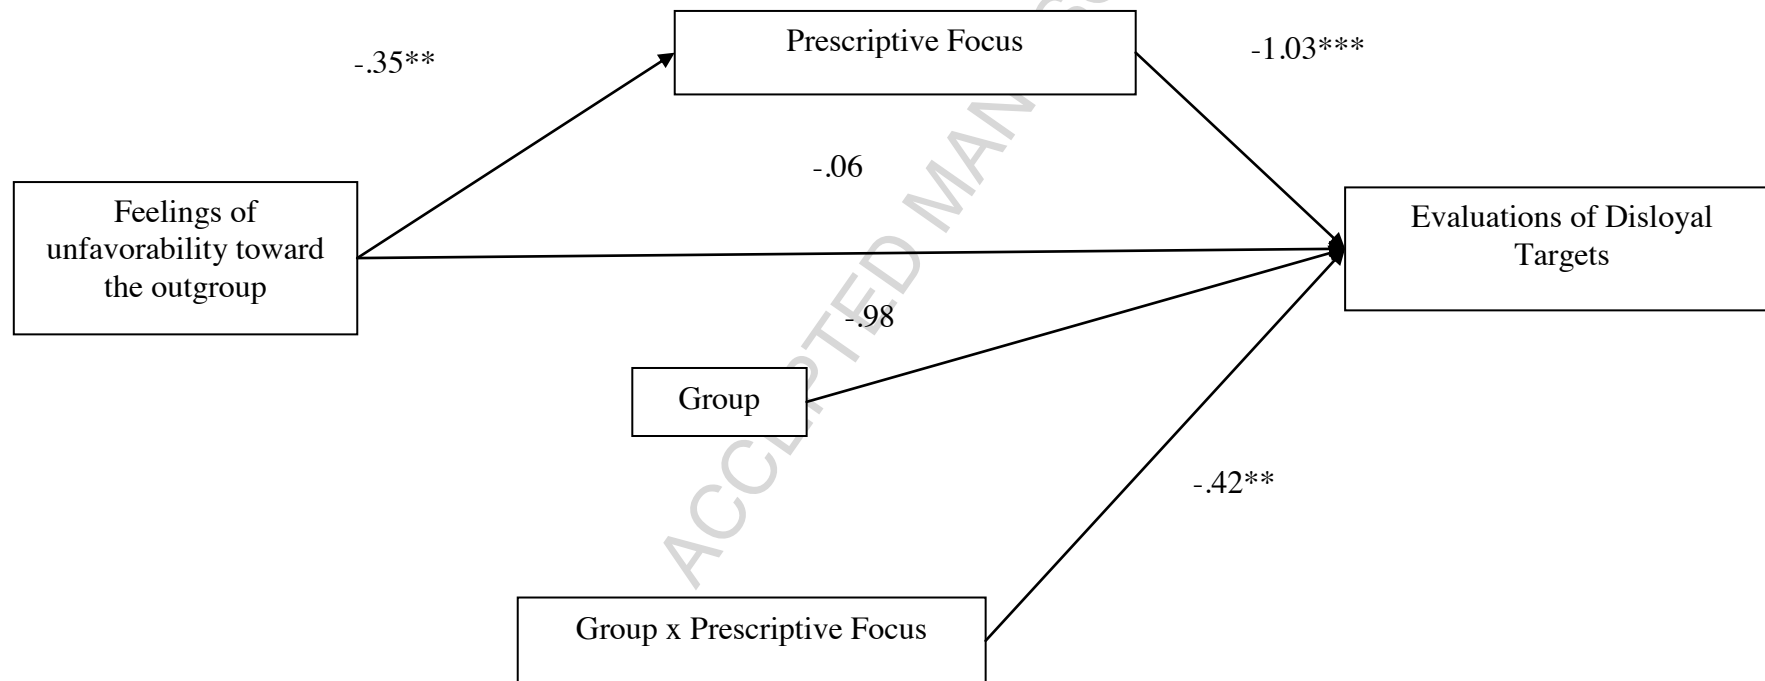 Prescriptive Focus
-.35**
-1.03***
-.06
Feelings of
unfavorability toward
the outgroup
Evaluations of Disloyal
Targets
-.98
Group
-.42**
Group x Prescriptive Focus
ACCEPTED